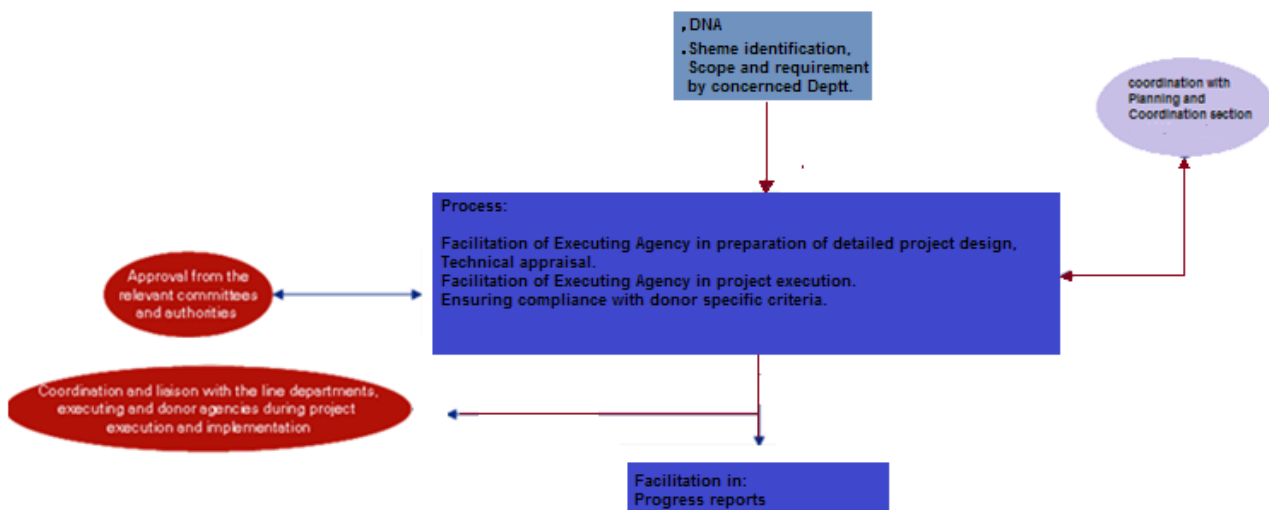 ,DNA
.Sheme identification,
Scope and requirement
by concernced Deptt.
coordination with
Planning and
Coordination section
Process:
Facilitation of Executing Agency in preparation of detailed project design,
Technical appraisal.
Facilitation of Executing Agency in project execution.
Ensuring compliance with donor specific criteria.
Approval from the
relevant committees
and authorities
Coordination and liaison with the line departments,
executing and donor agencies during project
execution and implementation
Facilitation in:
Progress reports